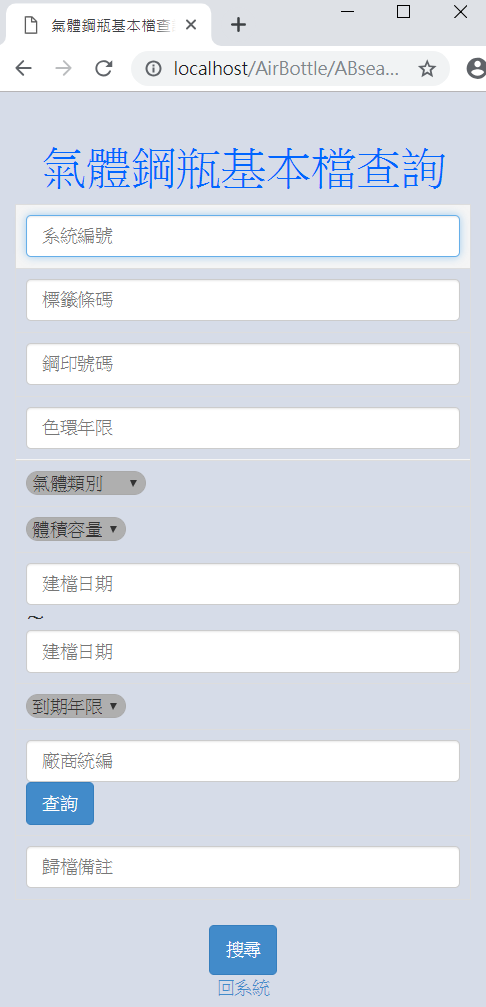 氣體鋼瓶基本檔查
localhost/AirBottle/ABsea...
氣體鋼瓶基本檔查詢
系統編號
標籤條碼
鋼印號碼
色環年限
氣體類別
體積容量
建檔日期
~
建檔日期
到期年限
廠商統編
查詢
歸檔備註
搜尋
回系統